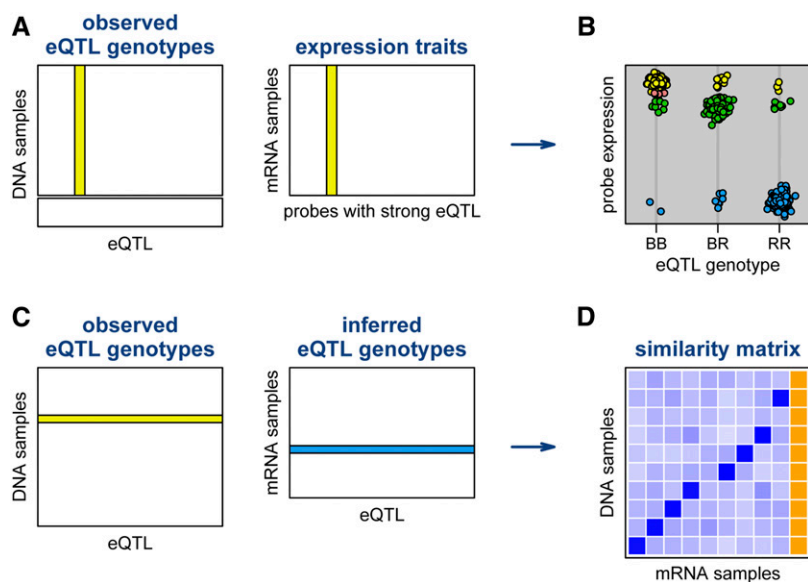 A
observed
eQTL genotypes
DNA samples
eQTL
expression traits
mRNA samples
probes with strong eQTL
B
probe expression
BB BR RR
eQTL genotype
C
observed
eQTL genotypes
DNA samples
eQTL
inferred
eQTL genotypes
mRNA samples
eQTL
D
similarity matrix
DNA samples
mRNA samples